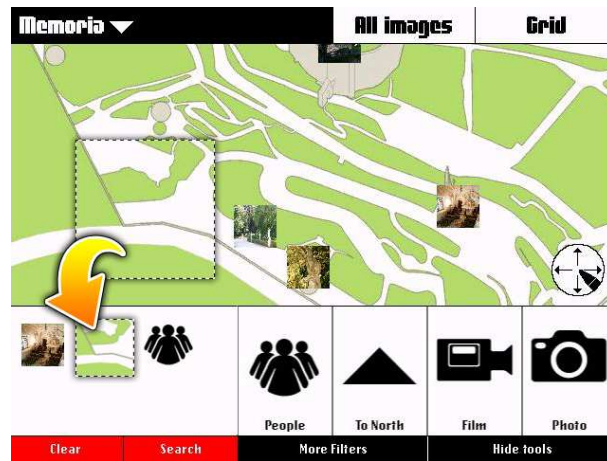 Memoria
All images
Grid
People
To North
Film
Photo
Clear
Search
More Filters
Hide tools